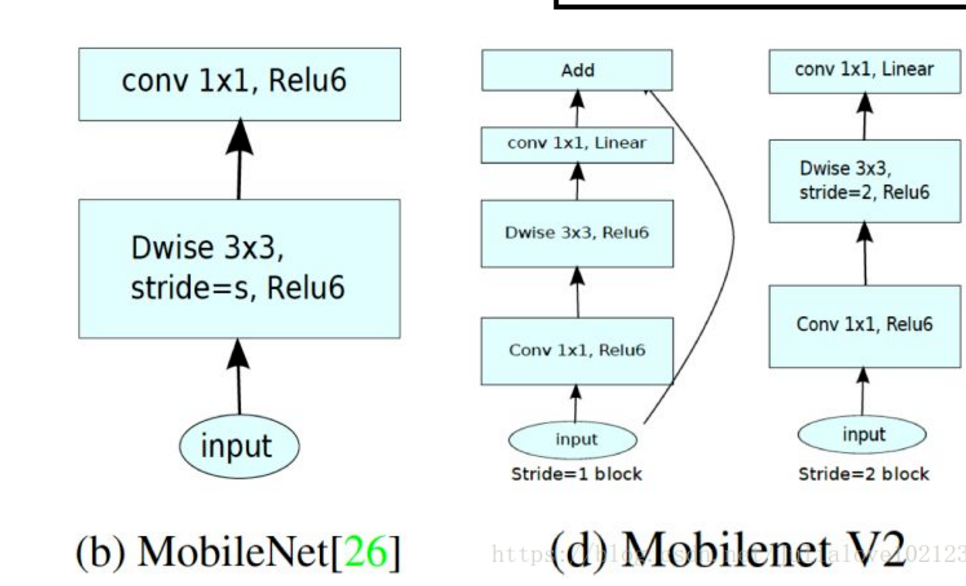 conv 1x1, Relu6
Dwise 3x3,
stride=s, Relu6
input
(b) MobileNet[26]
Add
conv 1x1, Linear
Dwise 3x3, Relu6
Conv 1x1, Relu6
input
Stride=1 block
conv 1x1, Linear
Dwise 3x3,
stride=2, Relu6
Conv 1x1, Relu6
input
Stride=2 block
(d) Mobilenet V2